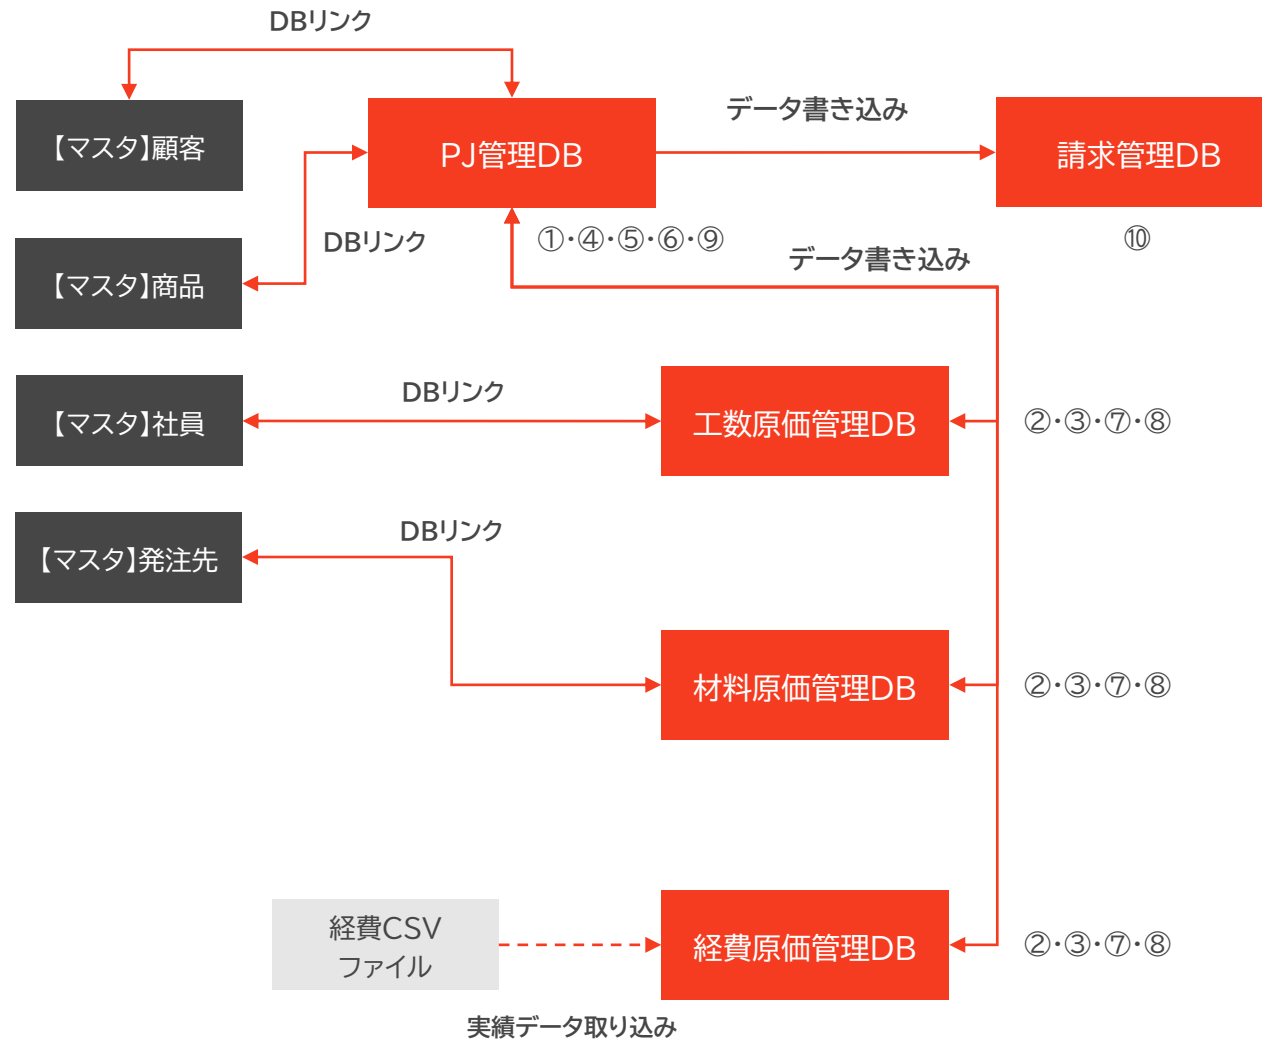 DBリンク
【マスタ】顧客
PJ管理DB
データ書き込み
請求管理DB
DBリンク
①・④・⑤・⑥・⑨
⑩
【マスタ】商品
データ書き込み
【マスタ】社員
DBリンク
工数原価管理DB
②・③・⑦・⑧
【マスタ】発注先
DBリンク
材料原価管理DB
②・③・⑦・⑧
経費CSV
ファイル
経費原価管理DB
②・③・⑦・⑧
実績データ取り込み